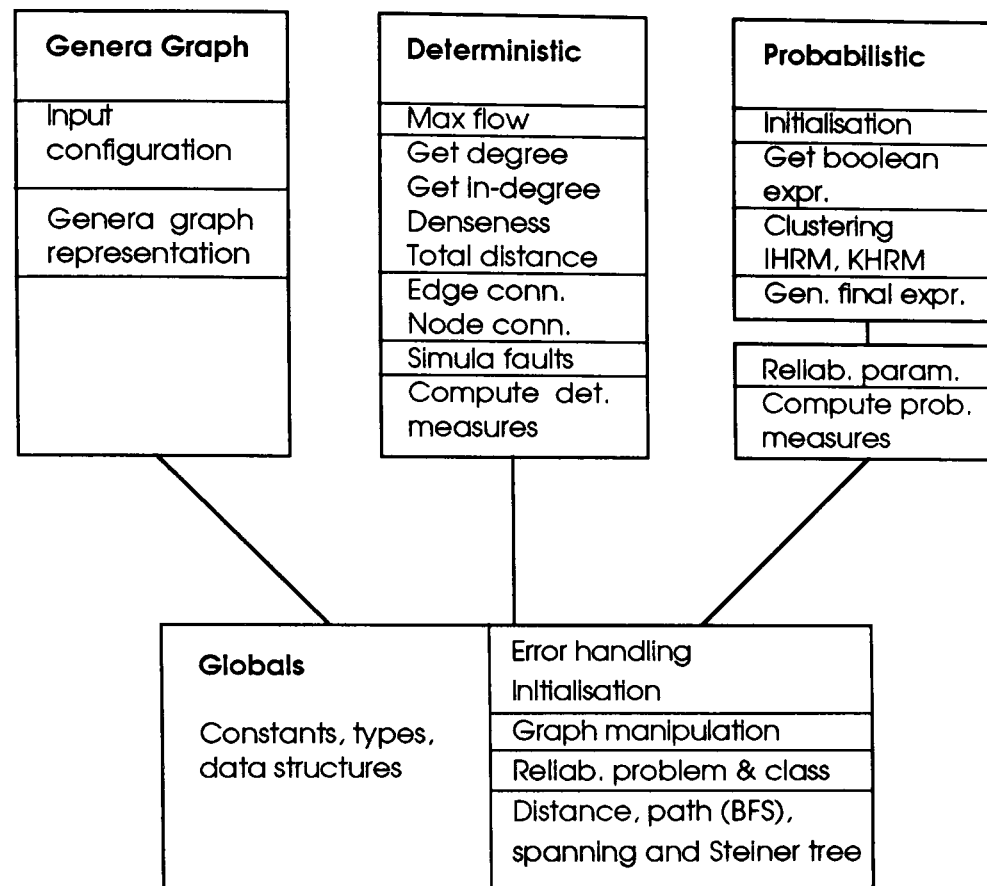 Genera Graph
Input
configuration
Genera graph
representation
Deterministic
Max flow
Get degree
Get in-degree
Denseness
Total distance
Edge conn.
Node conn.
Simula faults
Compute det.
measures
Probabilistic
Initialisation
Get boolean
expr.
Clustering
IHRM, KHRM
Gen. final expr.
Reliab. param.
Compute prob.
measures
Globals
Constants, types,
data structures
Error handling
Initialisation
Graph manipulation
Reliab. problem & class
Distance, path (BFS),
spanning and Steiner tree